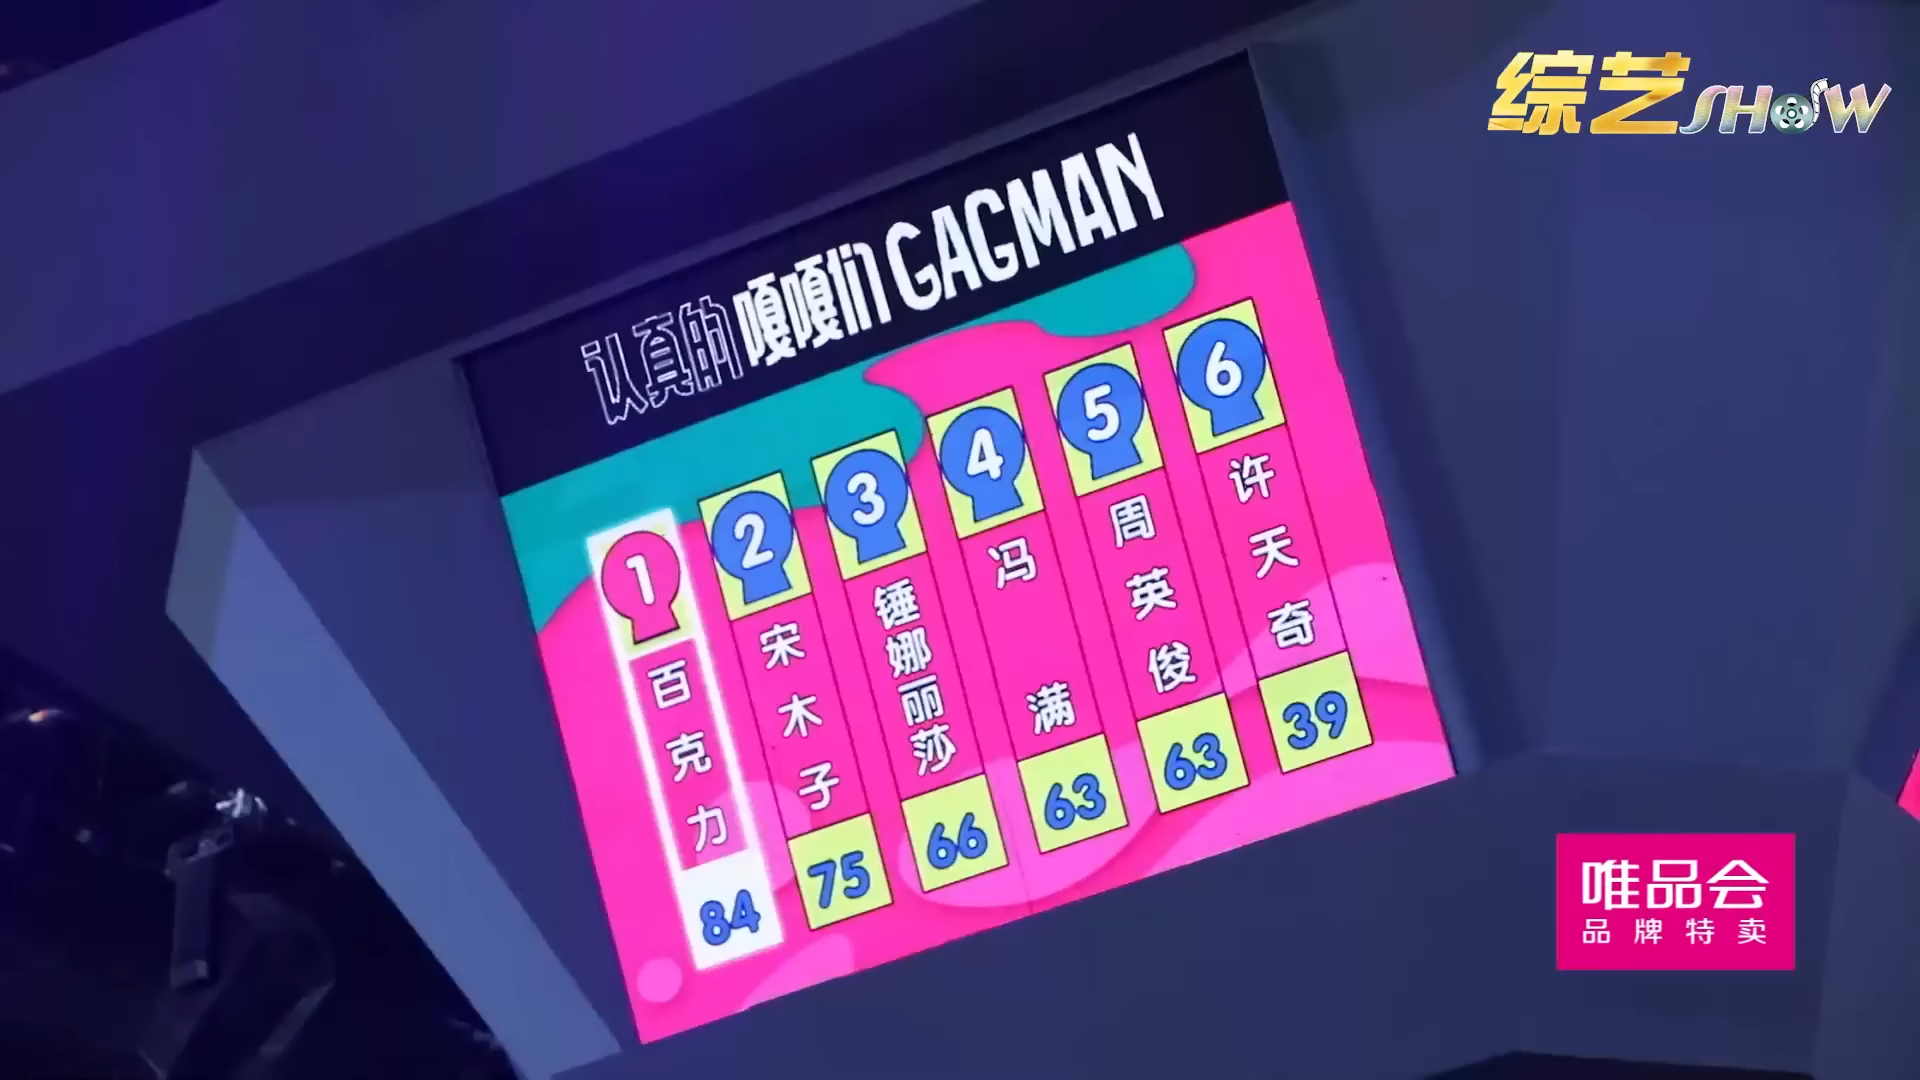 综艺SHOW
认真的嘎嘎们GAGMAN
1 百克力 84
2 宋木子 75
3 锤娜丽莎 66
4 冯满 63
5 周英俊 63
6 许天奇 39
唯品会
品牌特卖